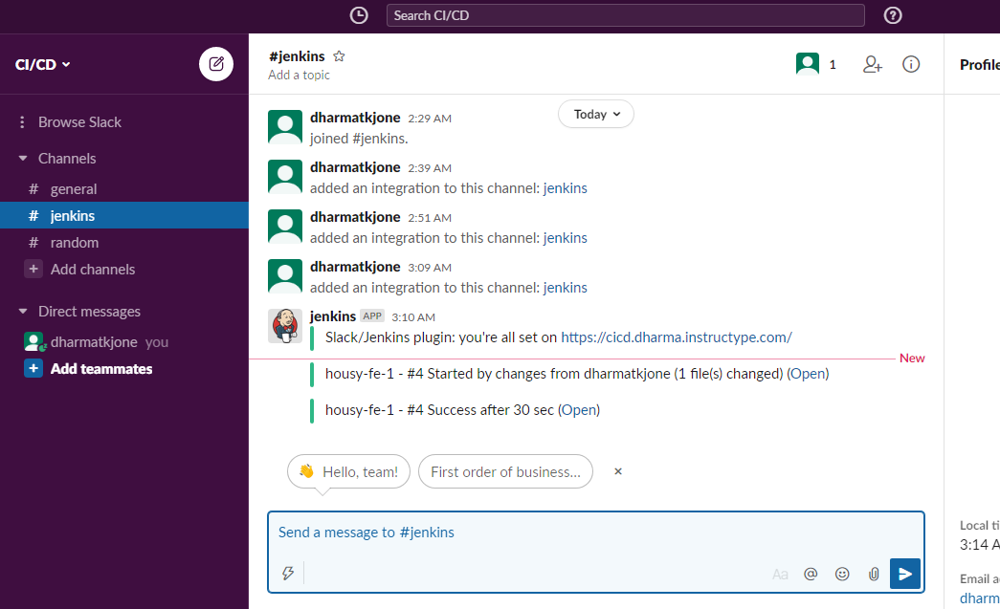 Search CI/CD
CI/CD
#jenkins
Add a topic
1
Profile
Browse Slack
Channels
# general
# jenkins
# random
+ Add channels
Direct messages
dharmatkjone you
+ Add teammates
Today
dharmatkjone 2:29 AM
joined #jenkins.
dharmatkjone 2:39 AM
added an integration to this channel: jenkins
dharmatkjone 2:51 AM
added an integration to this channel: jenkins
dharmatkjone 3:09 AM
added an integration to this channel: jenkins
jenkins APP 3:10 AM
Slack/Jenkins plugin: you're all set on https://cicd.dharma.instructype.com/
New
housy-fe-1 - #4 Started by changes from dharmatkjone (1 file(s) changed) (Open)
housy-fe-1 - #4 Success after 30 sec (Open)
👋 Hello, team!
First order of business...
×
Send a message to #jenkins
Aa @
Local ti
3:14 A
Email a
dharm